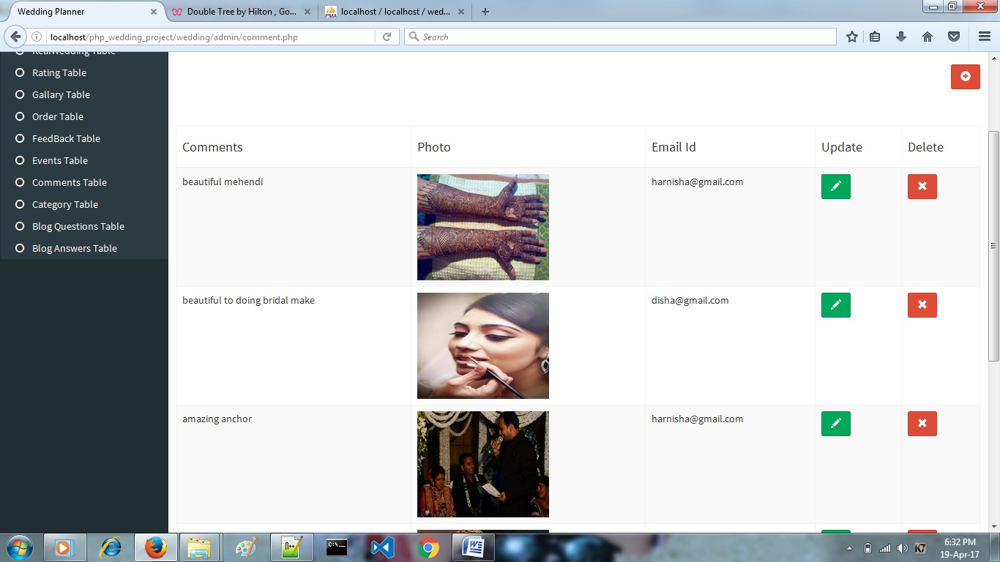 Wedding Planner
Double Tree by Hilton , Go...
localhost / localhost / wed...
PMA
localhost/php_wedding_project/wedding/admin/comment.php
Search
RealWedding Table
Rating Table
Gallary Table
Order Table
FeedBack Table
Events Table
Comments Table
Category Table
Blog Questions Table
Blog Answers Table
Comments Photo Email Id Update Delete
beautiful mehendi harnisha@gmail.com
beautiful to doing bridal make disha@gmail.com
amazing anchor harnisha@gmail.com
N++
C:\_
W
K7
6:32 PM
19-Apr-17